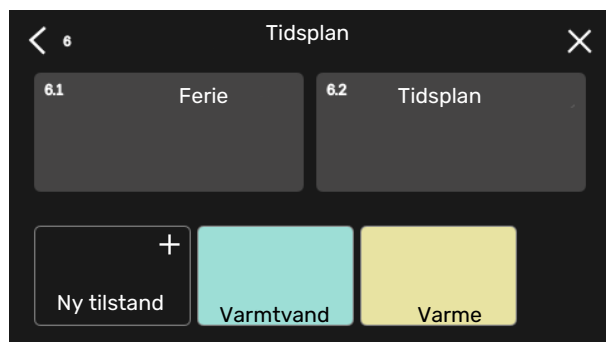 6 Tidsplan
6.1 Ferie
6.2 Tidsplan
Ny tilstand
Varmtvand
Varme